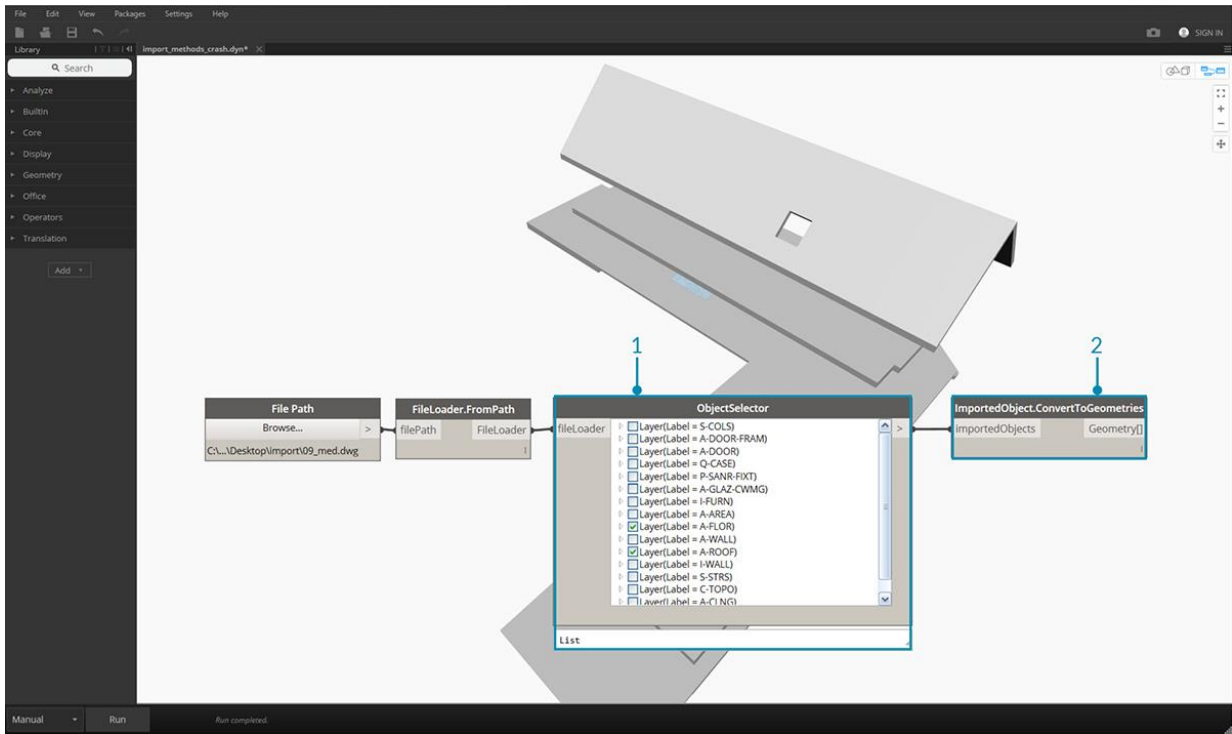 File Edit View Packages Settings Help
SIGN IN
Library
import_methods_crash.dyn*
Search
Analyze
BuiltIn
Core
Display
Geometry
Office
Operators
Translation
Add
1
2
File Path
Browse... >
C:\...\Desktop\import\09_med.dwg
FileLoader.FromPath
filePath FileLoader
ObjectSelector
fileLoader >
Layer(Label = S-COLS)
Layer(Label = A-DOOR-FRAM)
Layer(Label = A-DOOR)
Layer(Label = Q-CASE)
Layer(Label = P-SANR-FIXT)
Layer(Label = A-GLAZ-CWMG)
Layer(Label = I-FURN)
Layer(Label = A-AREA)
Layer(Label = A-FLOR)
Layer(Label = A-WALL)
Layer(Label = A-ROOF)
Layer(Label = I-WALL)
Layer(Label = S-STRS)
Layer(Label = C-TOPO)
Layer(Label = A-CLNG)
List
ImportedObject.ConvertToGeometries
importedObjects Geometry[]
Manual Run Run completed.